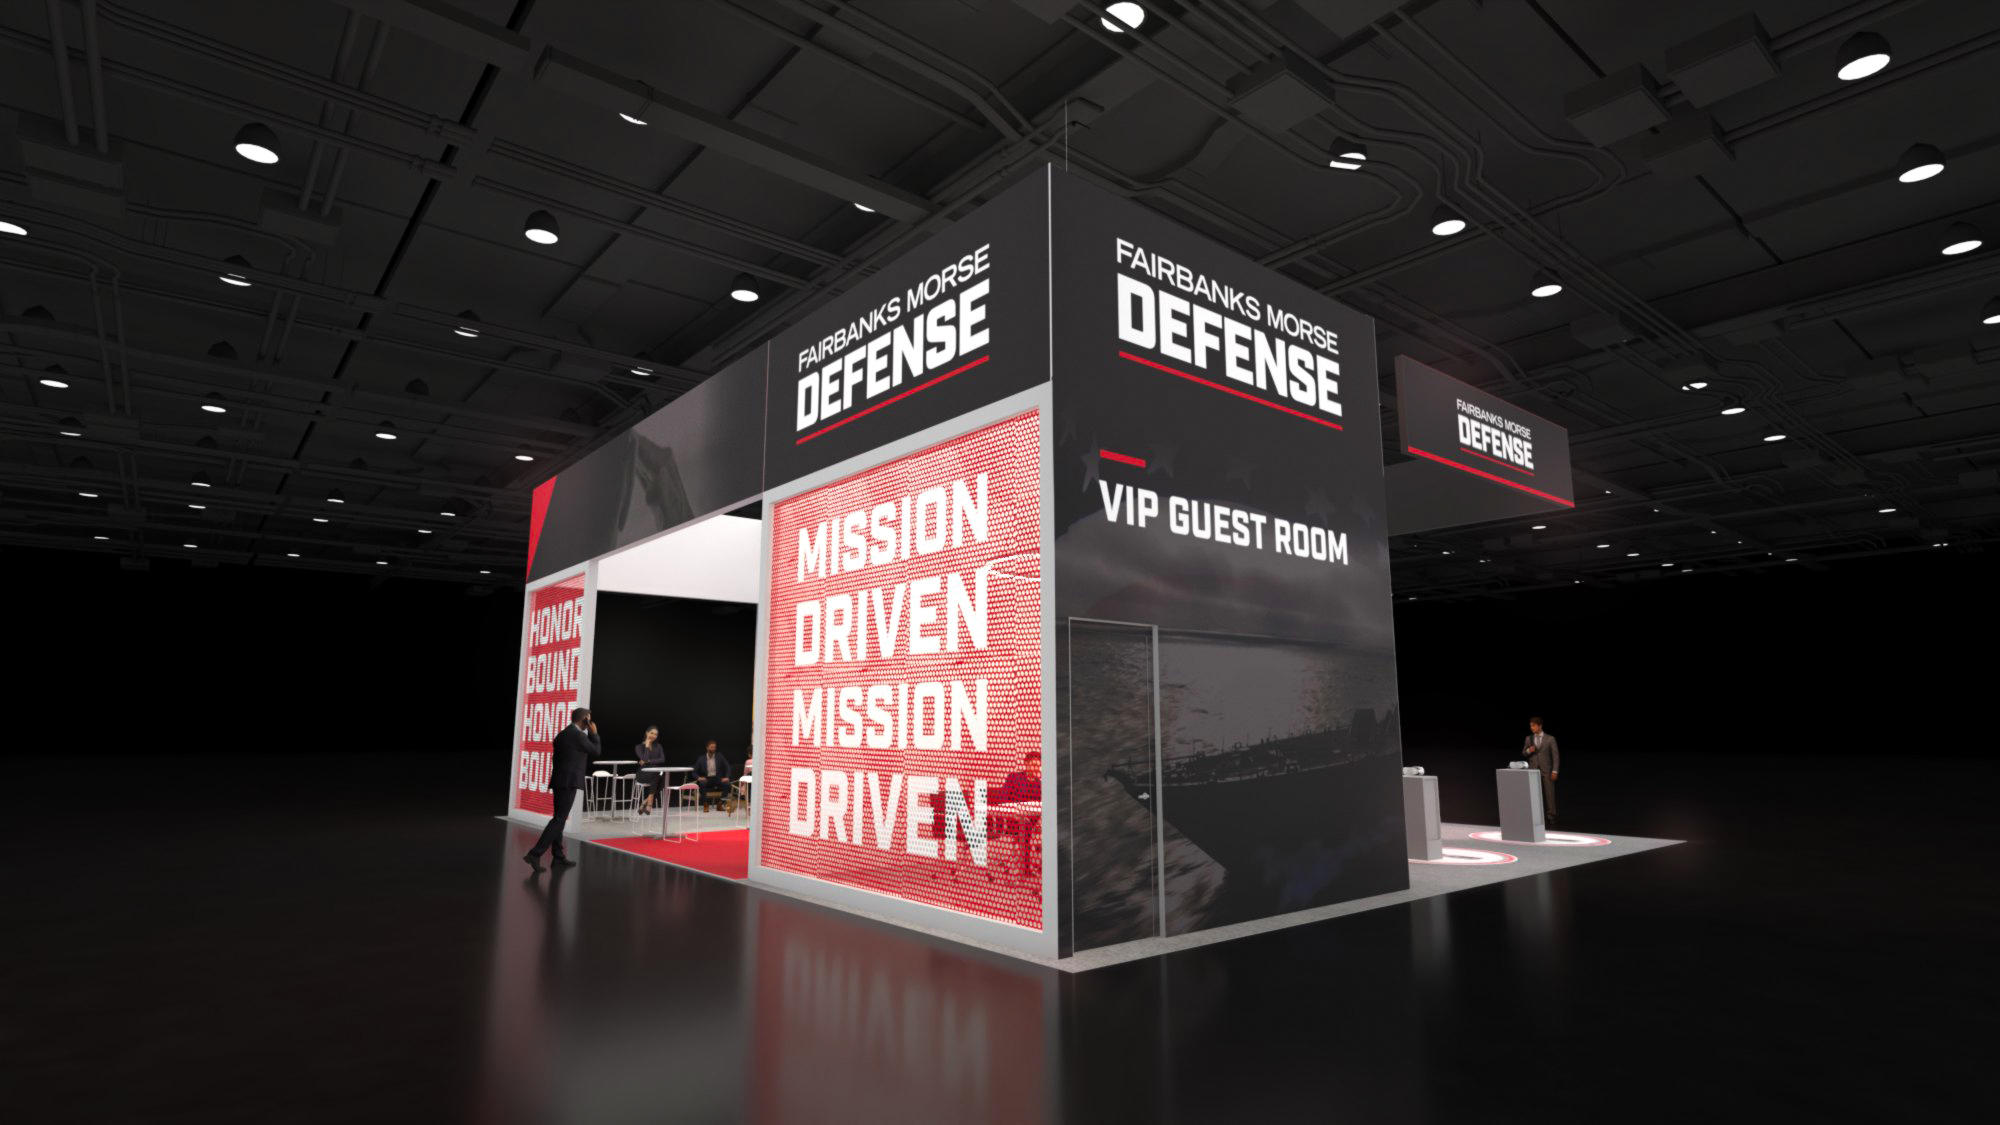 FAIRBANKS MORSE
DEFENSE
MISSION
DRIVEN
MISSION
DRIVEN
HONOR
BOUND
HONOR
BOUND
FAIRBANKS MORSE
DEFENSE
VIP GUEST ROOM
FAIRBANKS MORSE
DEFENSE